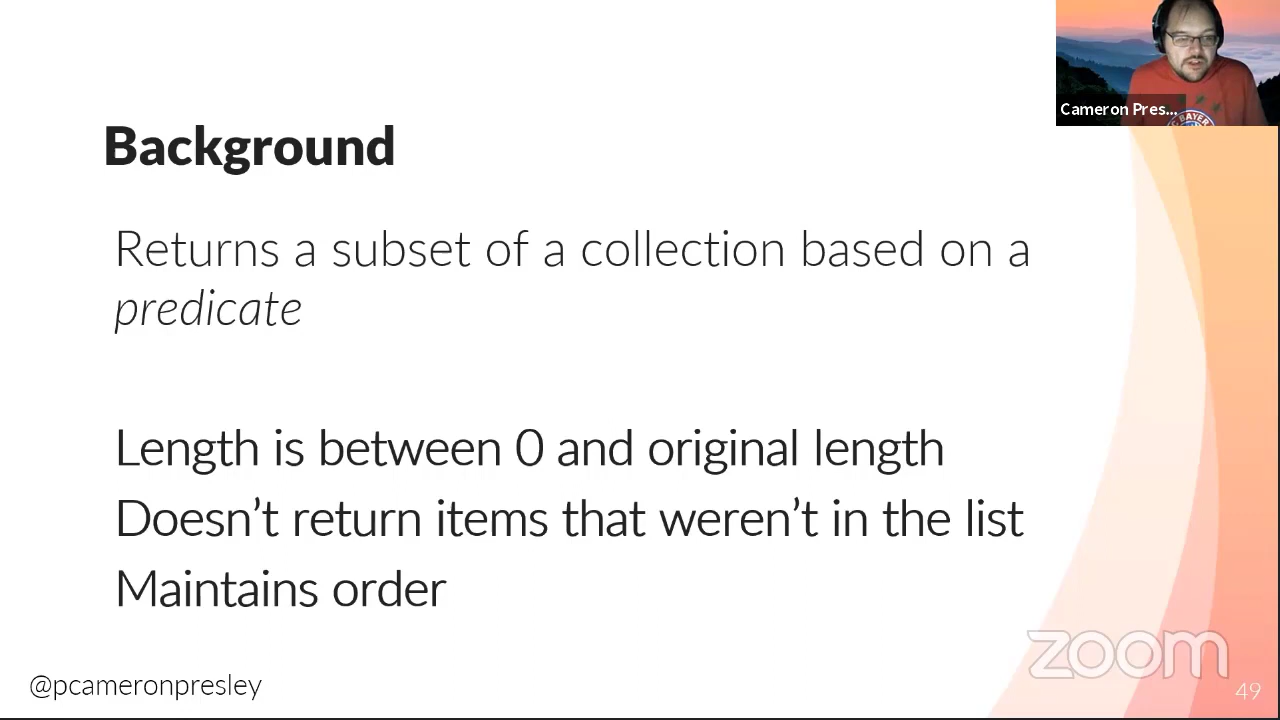 Cameron Pres...
BAYER
Background
Returns a subset of a collection based on a
predicate
Length is between 0 and original length
Doesn’t return items that weren’t in the list
Maintains order
zoom
@pcameronpresley
49